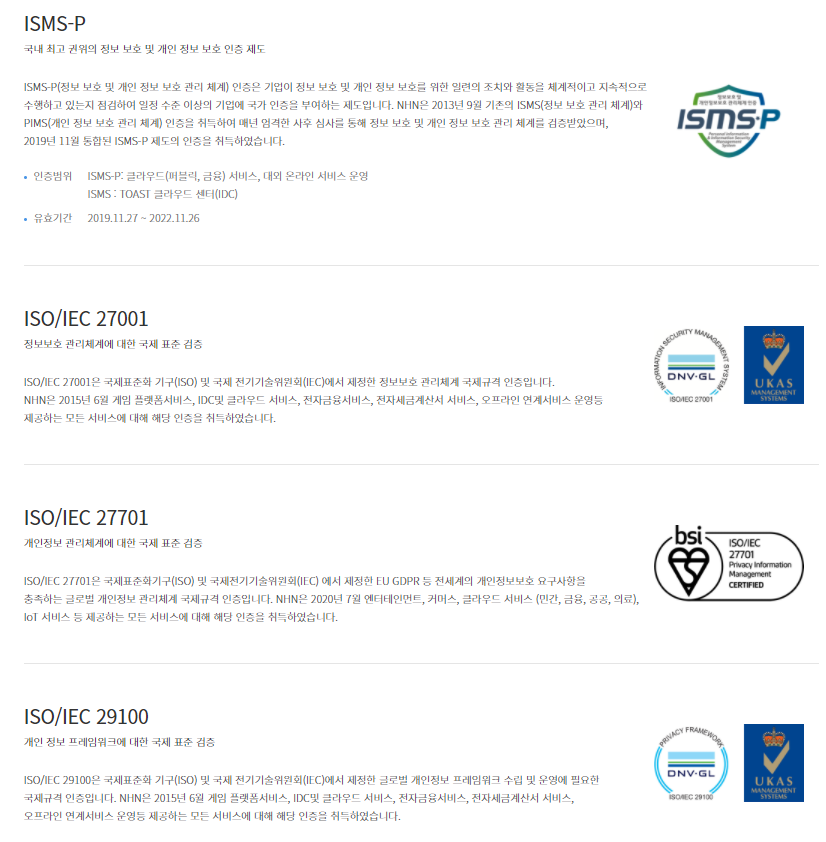 ISMS-P
국내 최고 권위의 정보 보호 및 개인 정보 보호 인증 제도
ISMS-P(정보 보호 및 개인 정보 보호 관리 체계) 인증은 기업이 정보 보호 및 개인 정보 보호를 위한 일련의 조치와 활동을 체계적이고 지속적으로
수행하고 있는지 점검하여 일정 수준 이상의 기업에 국가 인증을 부여하는 제도입니다. NHN은 2013년 9월 기존의 ISMS(정보 보호 관리 체계)와
PIMS(개인 정보 보호 관리 체계) 인증을 취득하여 매년 엄격한 사후 심사를 통해 정보 보호 및 개인 정보 보호 관리 체계를 검증받았으며,
2019년 11월 통합된 ISMS-P 제도의 인증을 취득하였습니다.
정보보호 및
개인정보보호 관리체계 인증
ISMS-P
Personal Information
& Information Security
Management
System
• 인증범위 ISMS-P: 클라우드(퍼블릭, 금융) 서비스, 대외 온라인 서비스 운영
ISMS : TOAST 클라우드 센터(IDC)
• 유효기간 2019.11.27 ~ 2022.11.26
ISO/IEC 27001
정보보호 관리체계에 대한 국제 표준 검증
ISO/IEC 27001은 국제표준화 기구(ISO) 및 국제 전기기술위원회(IEC)에서 제정한 정보보호 관리체계 국제규격 인증입니다.
NHN은 2015년 6월 게임 플랫폼서비스, IDC및 클라우드 서비스, 전자금융서비스, 전자세금계산서 서비스, 오프라인 연계서비스 운영등
제공하는 모든 서비스에 대해 해당 인증을 취득하였습니다.
INFORMATION SECURITY MANAGEMENT SYSTEM
DNV·GL
ISO/IEC 27001
UKAS
MANAGEMENT
SYSTEMS
ISO/IEC 27701
개인정보 관리체계에 대한 국제 표준 검증
ISO/IEC 27701은 국제표준화기구(ISO) 및 국제전기기술위원회(IEC) 에서 제정한 EU GDPR 등 전세계의 개인정보보호 요구사항을
충족하는 글로벌 개인정보 관리체계 국제규격 인증입니다. NHN은 2020년 7월 엔터테인먼트, 커머스, 클라우드 서비스 (민간, 금융, 공공, 의료),
IoT 서비스 등 제공하는 모든 서비스에 대해 해당 인증을 취득하였습니다.
bsi.
ISO/IEC
27701
Privacy Information
Management
CERTIFIED
ISO/IEC 29100
개인 정보 프레임워크에 대한 국제 표준 검증
ISO/IEC 29100은 국제표준화 기구(ISO) 및 국제 전기기술위원회(IEC)에서 제정한 글로벌 개인정보 프레임워크 수립 및 운영에 필요한
국제규격 인증입니다. NHN은 2015년 6월 게임 플랫폼서비스, IDC및 클라우드 서비스, 전자금융서비스, 전자세금계산서 서비스,
오프라인 연계서비스 운영등 제공하는 모든 서비스에 대해 해당 인증을 취득하였습니다.
PRIVACY FRAMEWORK
DNV·GL
ISO/IEC 29100
UKAS
MANAGEMENT
SYSTEMS